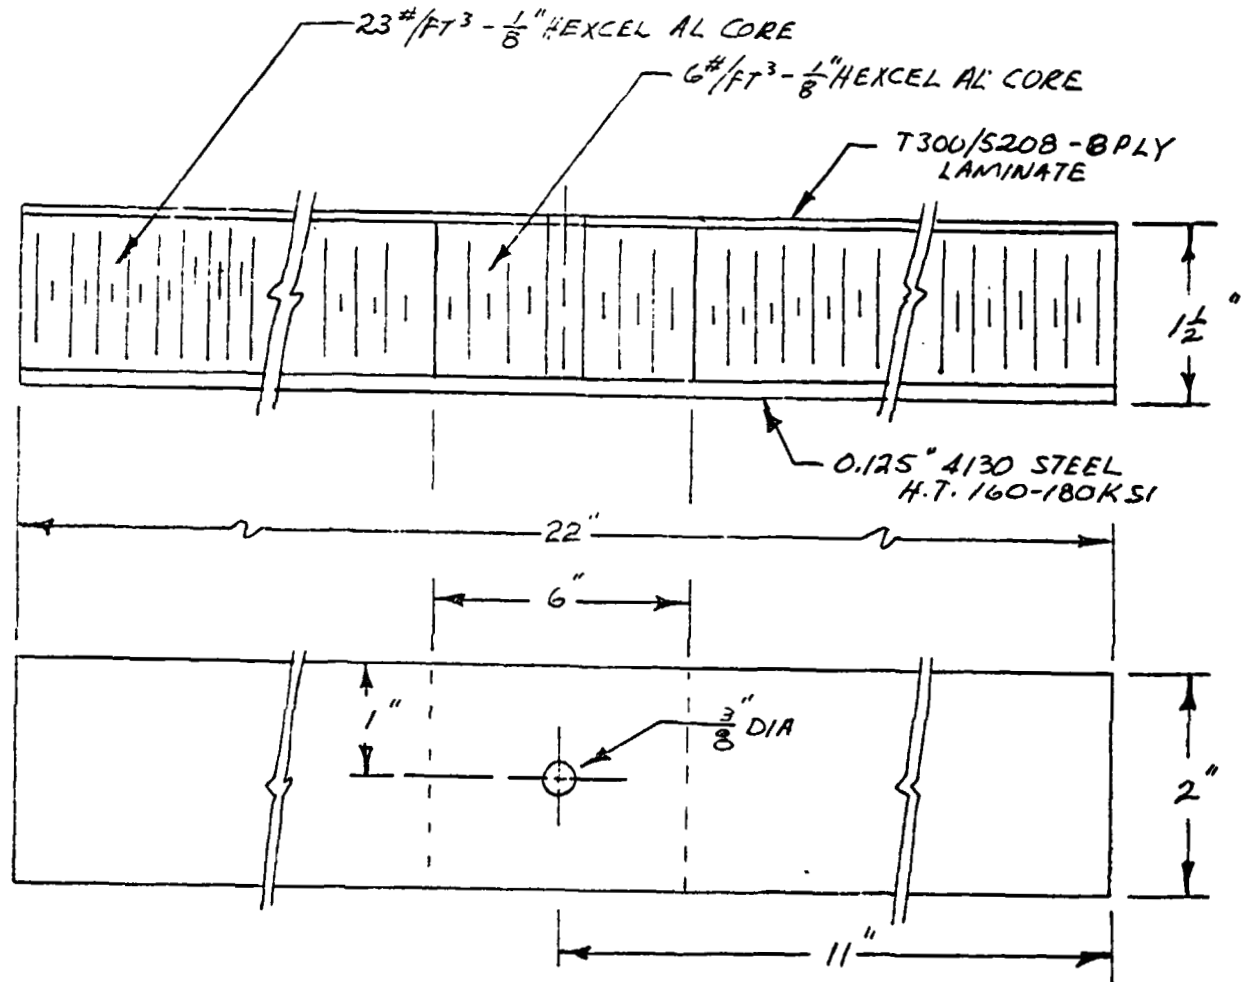 23#/FT³ - 1/8" HEXCEL AL CORE
6#/FT³ - 1/8" HEXCEL AL CORE
T300/5208 - 8 PLY
LAMINATE
1 1/2"
0.125" 4130 STEEL
H.T. 160-180KSI
22"
6"
1"
3/8" DIA
2"
11"